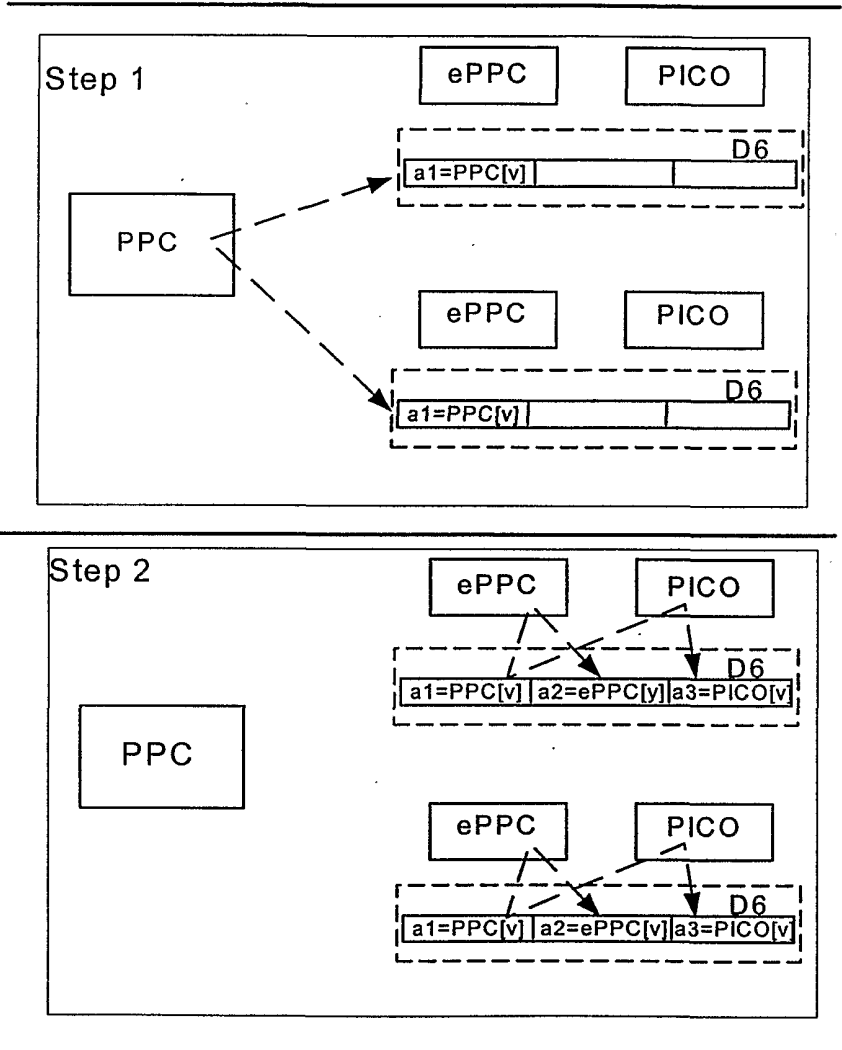 Step 1
ePPC PICO
D6
a1=PPC[v]
PPC
ePPC PICO
D6
a1=PPC[v]
Step 2
ePPC PICO
D6
a1=PPC[v] a2=ePPC[y] a3=PICO[v]
PPC
ePPC PICO
D6
a1=PPC[v] a2=ePPC[v] a3=PICO[v]